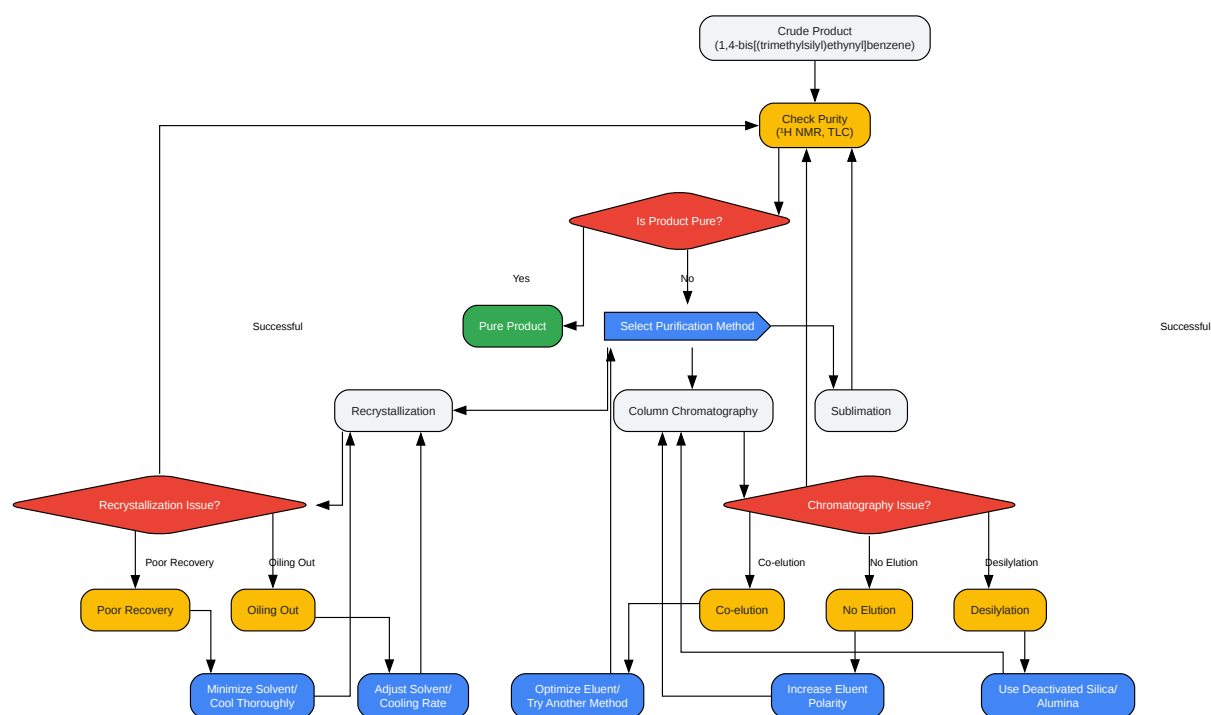 Crude Product
(1,4-bis[(trimethylsilyl)ethynyl]benzene)
Check Purity
(¹H NMR, TLC)
Is Product Pure?
Yes
No
Successful
Pure Product
Select Purification Method
Successful
Recrystallization
Column Chromatography
Sublimation
Recrystallization Issue?
Chromatography Issue?
Poor Recovery
Oiling Out
Co-elution
No Elution
Desilylation
Poor Recovery
Oiling Out
Co-elution
No Elution
Desilylation
Minimize Solvent/
Cool Thoroughly
Adjust Solvent/
Cooling Rate
Optimize Eluent/
Try Another Method
Increase Eluent
Polarity
Use Deactivated Silica/
Alumina